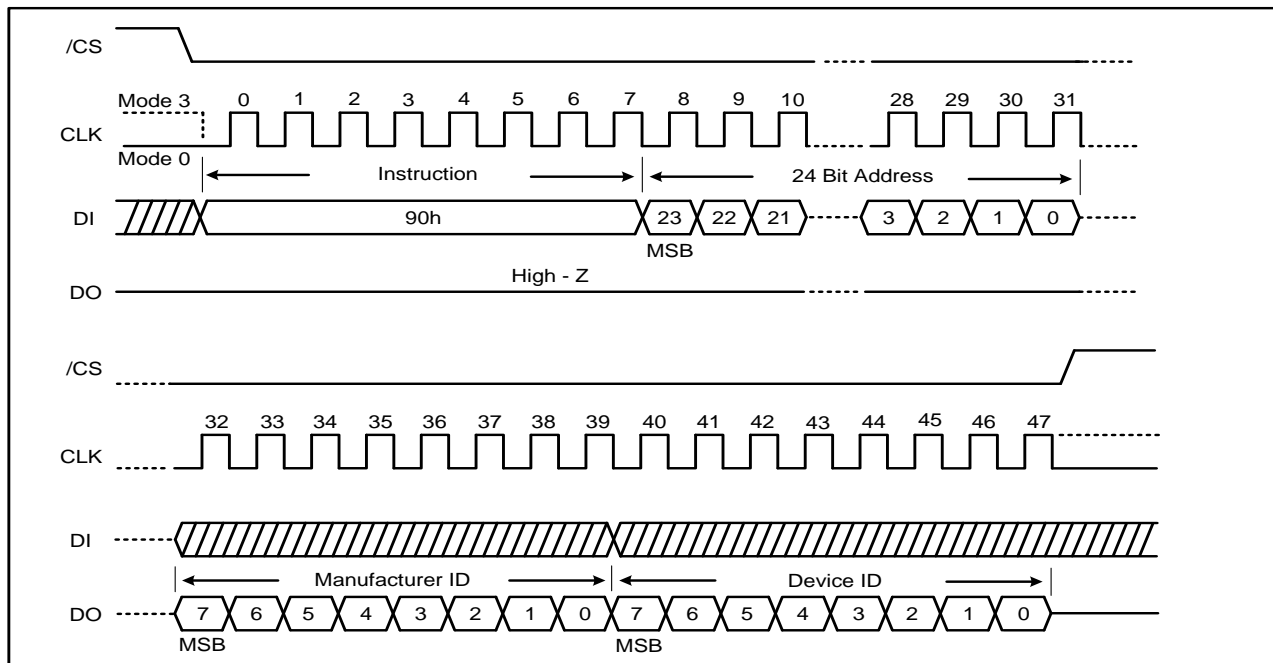 /CS
Mode 3 0 1 2 3 4 5 6 7 8 9 10 28 29 30 31
CLK
Mode 0
Instruction 24 Bit Address
DI 90h 23 22 21 3 2 1 0
MSB
High - Z
DO
/CS
32 33 34 35 36 37 38 39 40 41 42 43 44 45 46 47
CLK
DI
Manufacturer ID Device ID
DO 7 6 5 4 3 2 1 0 7 6 5 4 3 2 1 0
MSB MSB